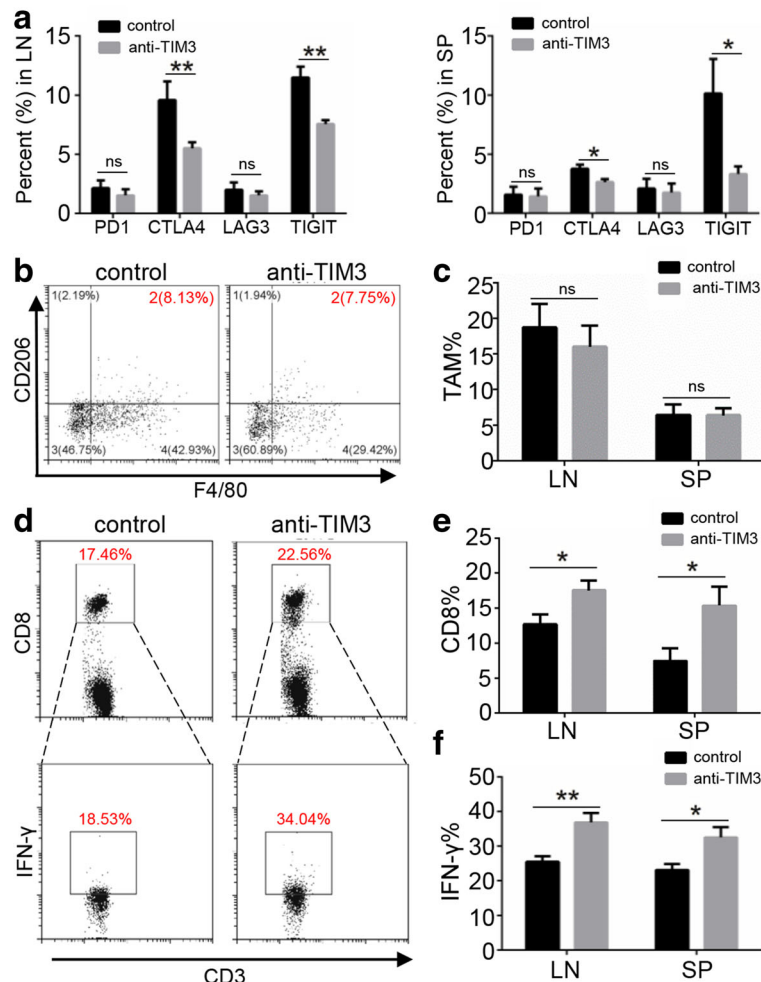 a
control
anti-TIM3
Percent (%) in LN
15
10
5
0
ns
**
ns
**
PD1 CTLA4 LAG3 TIGIT
control
anti-TIM3
Percent (%) in SP
15
10
5
0
ns
*
ns
*
PD1 CTLA4 LAG3 TIGIT
b
control anti-TIM3
CD206
1(2.19%) 2(8.13%)
3(46.75%) 4(42.93%)
1(1.94%) 2(7.75%)
3(60.89%) 4(29.42%)
F4/80
c
control
anti-TIM3
TAM%
25
20
15
10
5
0
ns
ns
LN SP
d
control anti-TIM3
CD8
17.46% 22.56%
IFN-γ
18.53% 34.04%
CD3
e
control
anti-TIM3
CD8%
25
20
15
10
5
0
*
*
LN SP
f
control
anti-TIM3
IFN-γ%
50
40
30
20
10
0
**
*
LN SP